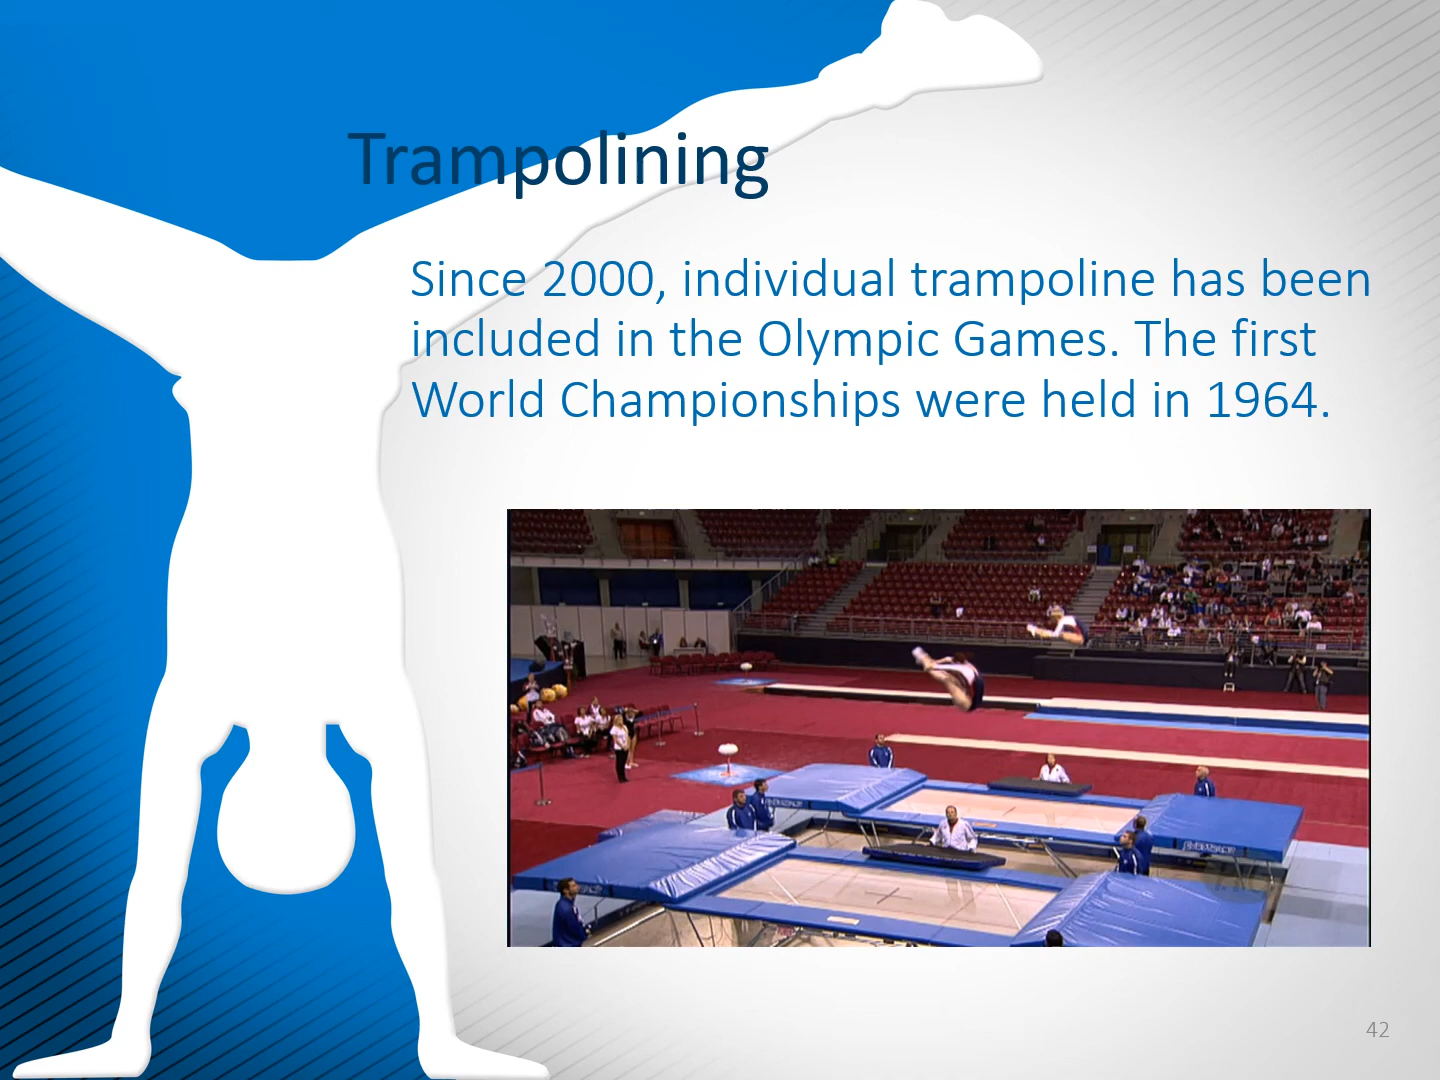 Trampolining
Since 2000, individual trampoline has been
included in the Olympic Games. The first
World Championships were held in 1964.
42